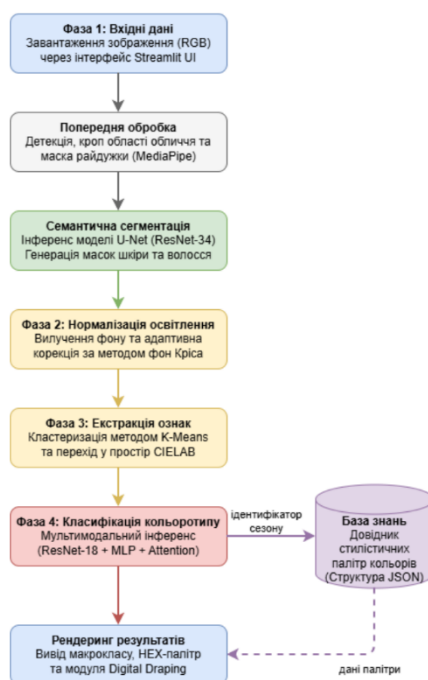 Фаза 1: Вхідні дані
Завантаження зображення (RGB)
через інтерфейс Streamlit UI
Попередня обробка
Детекція, кроп області обличчя та
маска райдужки (MediaPipe)
Семантична сегментація
Інференс моделі U-Net (ResNet-34)
Генерація масок шкіри та волосся
Фаза 2: Нормалізація освітлення
Вилучення фону та адаптивна
корекція за методом фон Кріса
Фаза 3: Екстракція ознак
Кластеризація методом K-Means
та перехід у простір CIELAB
Фаза 4: Класифікація кольоротипу
Мультимодальний інференс
(ResNet-18 + MLP + Attention)
ідентифікатор
сезону
База знань
Довідник
стилістичних
палітр кольорів
(Структура JSON)
Рендеринг результатів
Вивід макрокласу, HEX-палітр
та модуля Digital Draping
дані палітри